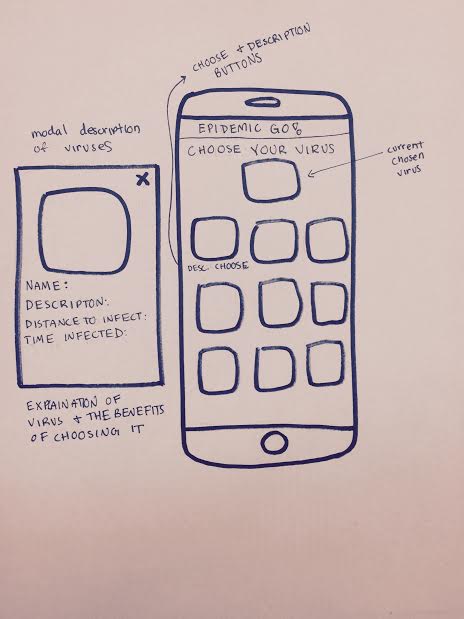 CHOOSE + DESCRIPTION
BUTTONS
modal description
of viruses
X
NAME:
DESCRIPTON:
DISTANCE TO INFECT:
TIME INFECTED:
EXPLAINATION OF
VIRUS + THE BENEFITS
OF CHOOSING IT
EPIDEMIC GO!
CHOOSE YOUR VIRUS
current
chosen
virus
DESC. CHOOSE